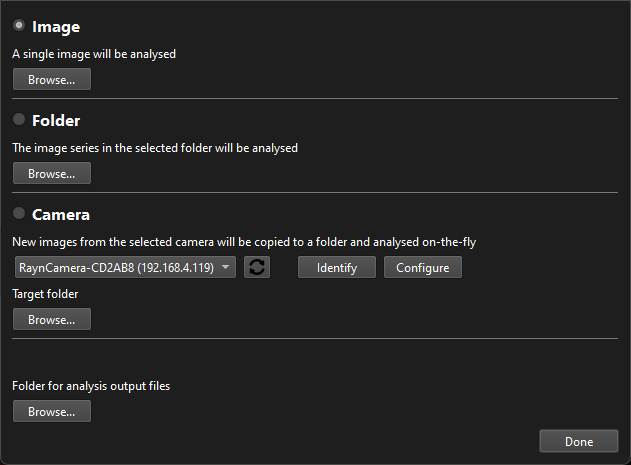 Image
A single image will be analysed
Browse...
Folder
The image series in the selected folder will be analysed
Browse...
Camera
New images from the selected camera will be copied to a folder and analysed on-the-fly
RaynCamera-CD2AB8 (192.168.4.119) Identify Configure
Target folder
Browse...
Folder for analysis output files
Browse...
Done